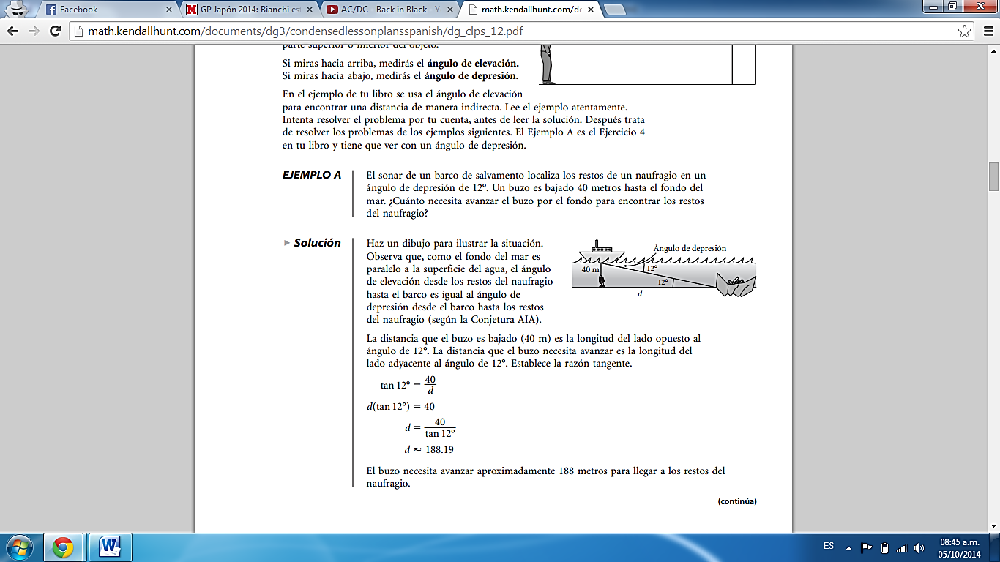 Facebook
GP Japón 2014: Bianchi es
AC/DC - Back in Black - Y
math.kendallhunt.com/do
math.kendallhunt.com/documents/dg3/condensedlessonplansspanish/dg_clps_12.pdf
parte superior o inferior del objeto.
Si miras hacia arriba, medirás el ángulo de elevación.
Si miras hacia abajo, medirás el ángulo de depresión.
En el ejemplo de tu libro se usa el ángulo de elevación
para encontrar una distancia de manera indirecta. Lee el ejemplo atentamente.
Intenta resolver el problema por tu cuenta, antes de leer la solución. Después trata
de resolver los problemas de los ejemplos siguientes. El Ejemplo A es el Ejercicio 4
en tu libro y tiene que ver con un ángulo de depresión.
EJEMPLO A
El sonar de un barco de salvamento localiza los restos de un naufragio en un
ángulo de depresión de 12°. Un buzo es bajado 40 metros hasta el fondo del
mar. ¿Cuánto necesita avanzar el buzo por el fondo para encontrar los restos
del naufragio?
Solución
Haz un dibujo para ilustrar la situación.
Observa que, como el fondo del mar es
paralelo a la superficie del agua, el ángulo
de elevación desde los restos del naufragio
hasta el barco es igual al ángulo de
depresión desde el barco hasta los restos
del naufragio (según la Conjetura AIA).
Ángulo de depresión
40 m
12°
12°
d
La distancia que el buzo es bajado (40 m) es la longitud del lado opuesto al
ángulo de 12°. La distancia que el buzo necesita avanzar es la longitud del
lado adyacente al ángulo de 12°. Establece la razón tangente.
tan 12° = 40/d
d(tan 12°) = 40
d = 40/tan 12°
d ≈ 188.19
El buzo necesita avanzar aproximadamente 188 metros para llegar a los restos del
naufragio.
(continúa)
ES
08:45 a.m.
05/10/2014